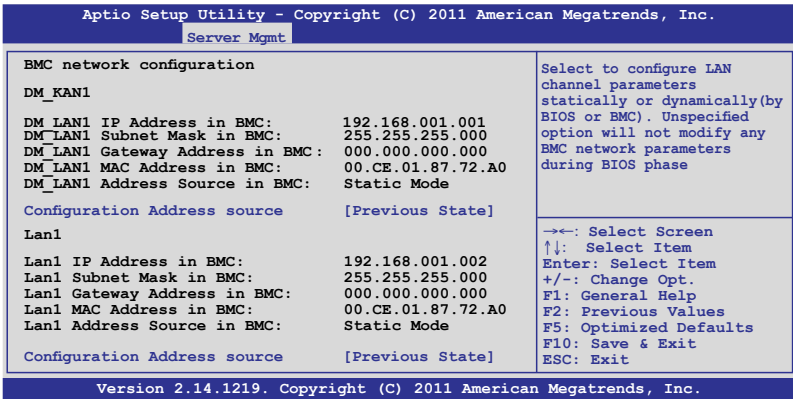 Aptio Setup Utility - Copyright (C) 2011 American Megatrends, Inc.
Server Mgmt
BMC network configuration
DM_KAN1
DM_LAN1 IP Address in BMC: 192.168.001.001
DM_LAN1 Subnet Mask in BMC: 255.255.255.000
DM_LAN1 Gateway Address in BMC: 000.000.000.000
DM_LAN1 MAC Address in BMC: 00.CE.01.87.72.A0
DM_LAN1 Address Source in BMC: Static Mode
Configuration Address source [Previous State]
Lan1
Lan1 IP Address in BMC: 192.168.001.002
Lan1 Subnet Mask in BMC: 255.255.255.000
Lan1 Gateway Address in BMC: 000.000.000.000
Lan1 MAC Address in BMC: 00.CE.01.87.72.A0
Lan1 Address Source in BMC: Static Mode
Configuration Address source [Previous State]
Select to configure LAN
channel parameters
statically or dynamically(by
BIOS or BMC). Unspecified
option will not modify any
BMC network parameters
during BIOS phase
→←: Select Screen
↑↓: Select Item
Enter: Select Item
+/-: Change Opt.
F1: General Help
F2: Previous Values
F5: Optimized Defaults
F10: Save & Exit
ESC: Exit
Version 2.14.1219. Copyright (C) 2011 American Megatrends, Inc.